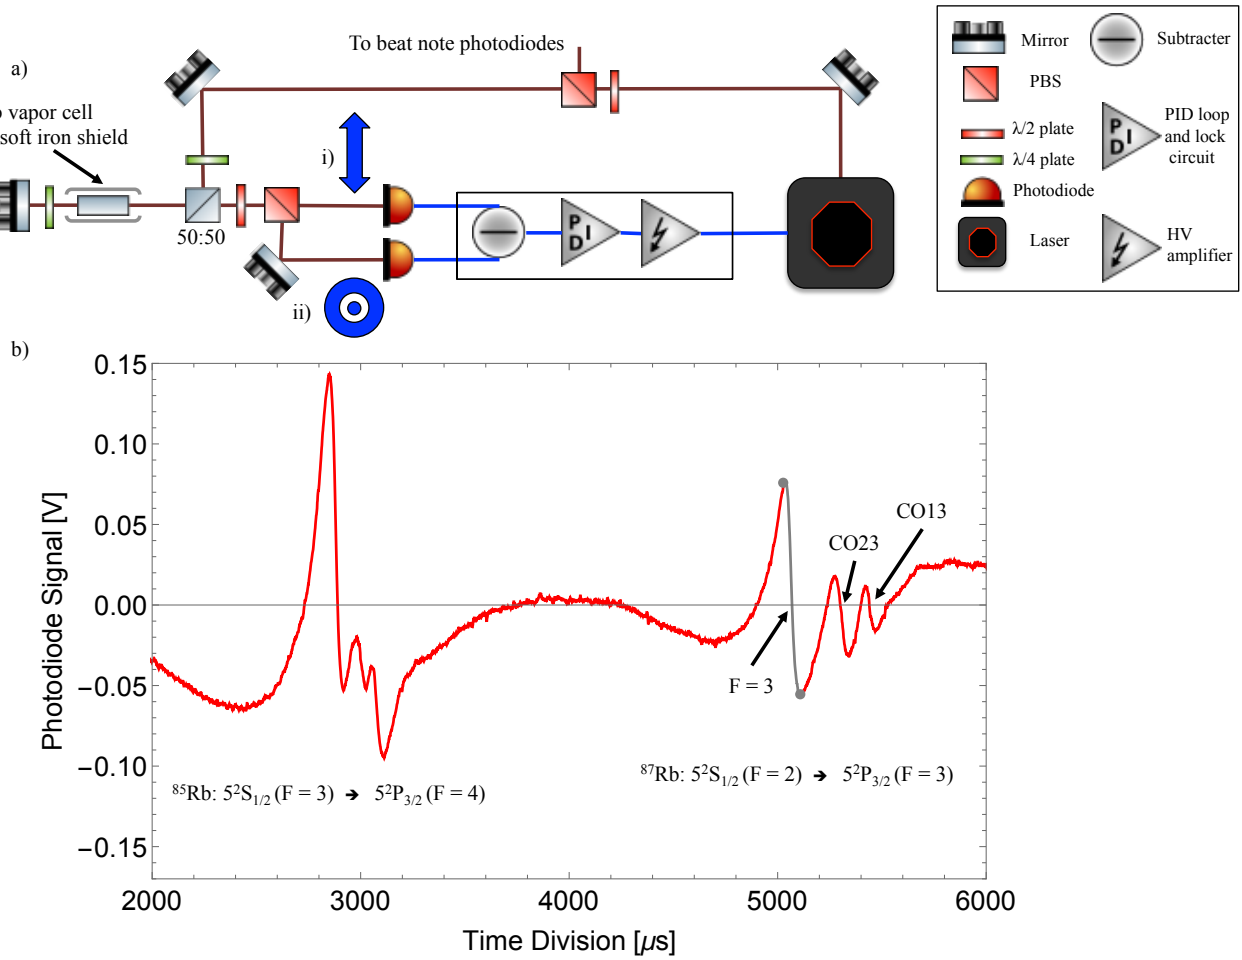 a)
To beat note photodiodes
vapor cell
soft iron shield
i)
50:50
ii)
P
I
D
Mirror
PBS
λ/2 plate
λ/4 plate
Photodiode
Laser
Subtracter
P
I
D
PID loop
and lock
circuit
HV
amplifier
b)
Photodiode Signal [V]
0.15
0.10
0.05
0.00
−0.05
−0.10
−0.15
CO13
CO23
F = 3
⁸⁵Rb: 5²S₁/₂ (F = 3) ➔ 5²P₃/₂ (F = 4)
⁸⁷Rb: 5²S₁/₂ (F = 2) ➔ 5²P₃/₂ (F = 3)
2000
3000
4000
5000
6000
Time Division [μs]